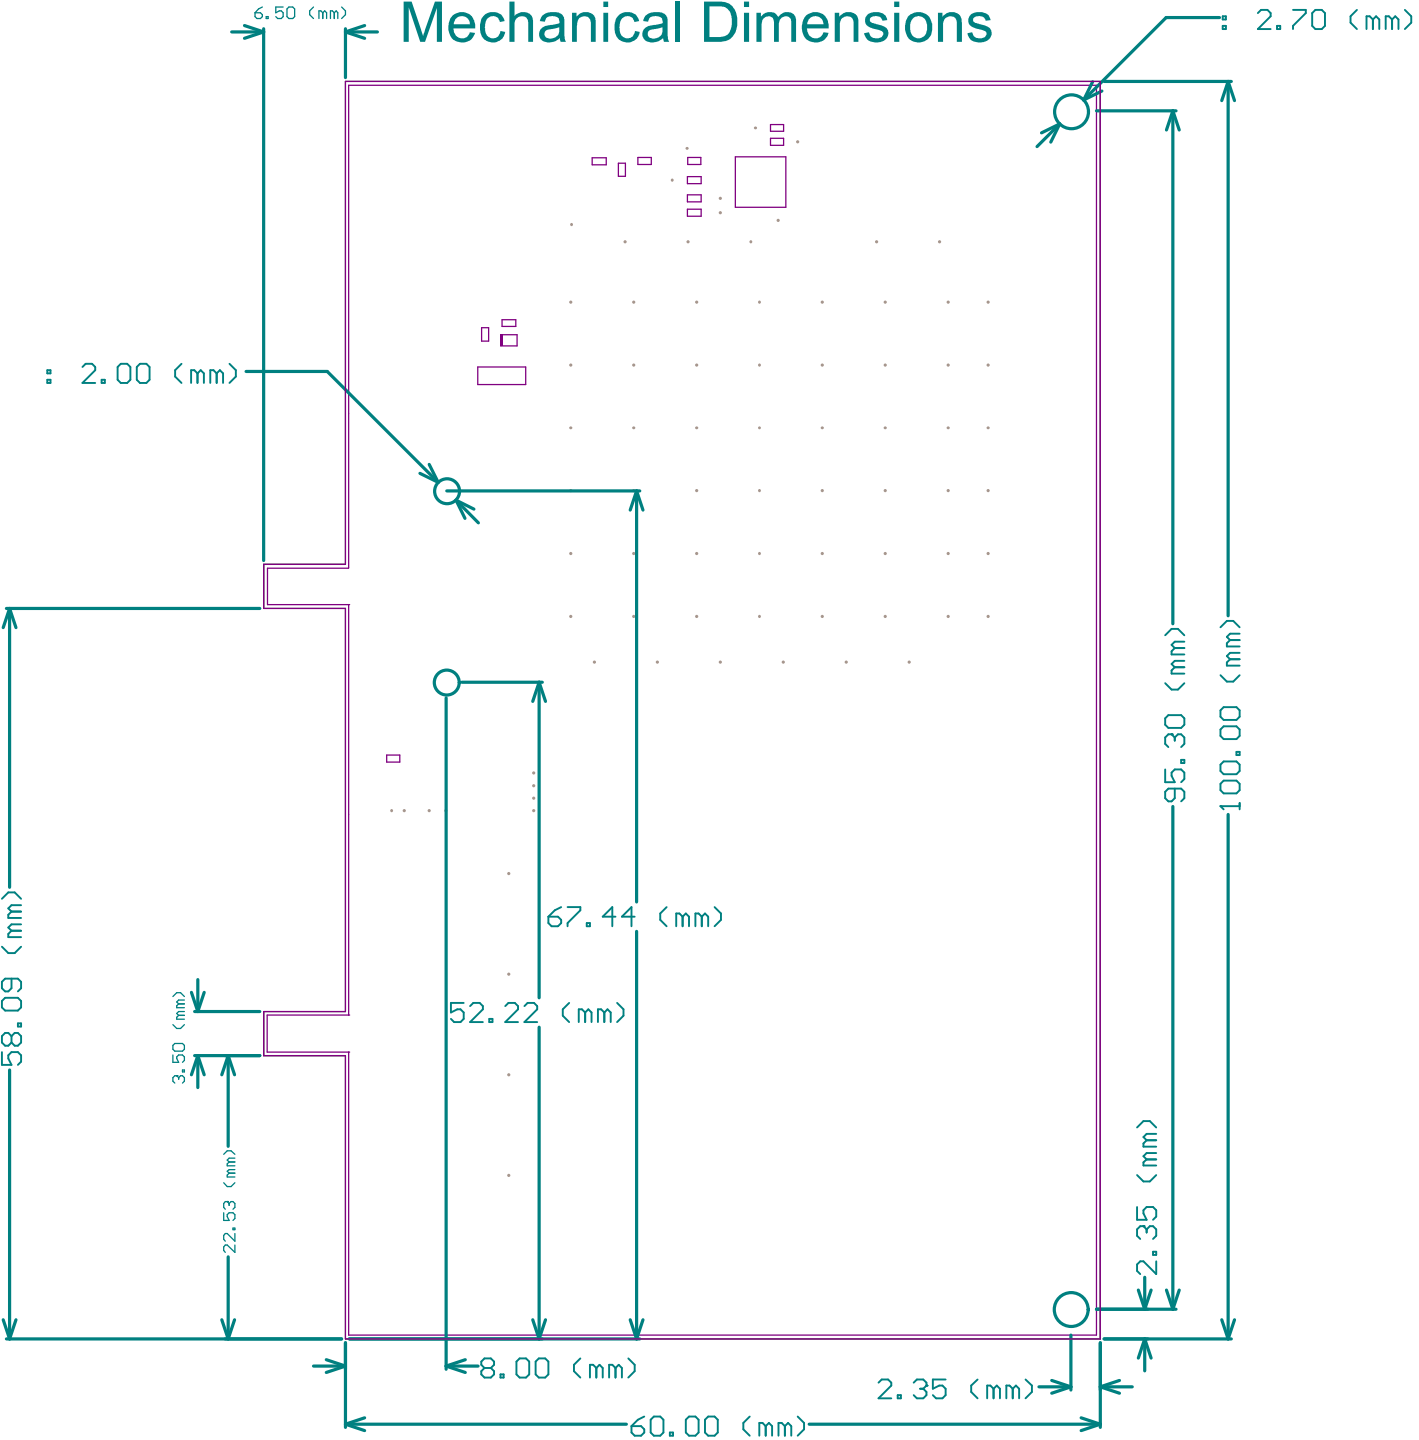 6.50 (mm)
Mechanical Dimensions
: 2.70 (mm)
: 2.00 (mm)
95.30 (mm)
100.00 (mm)
58.09 (mm)
67.44 (mm)
52.22 (mm)
3.50 (mm)
22.53 (mm)
2.35 (mm)
8.00 (mm)
2.35 (mm)
60.00 (mm)